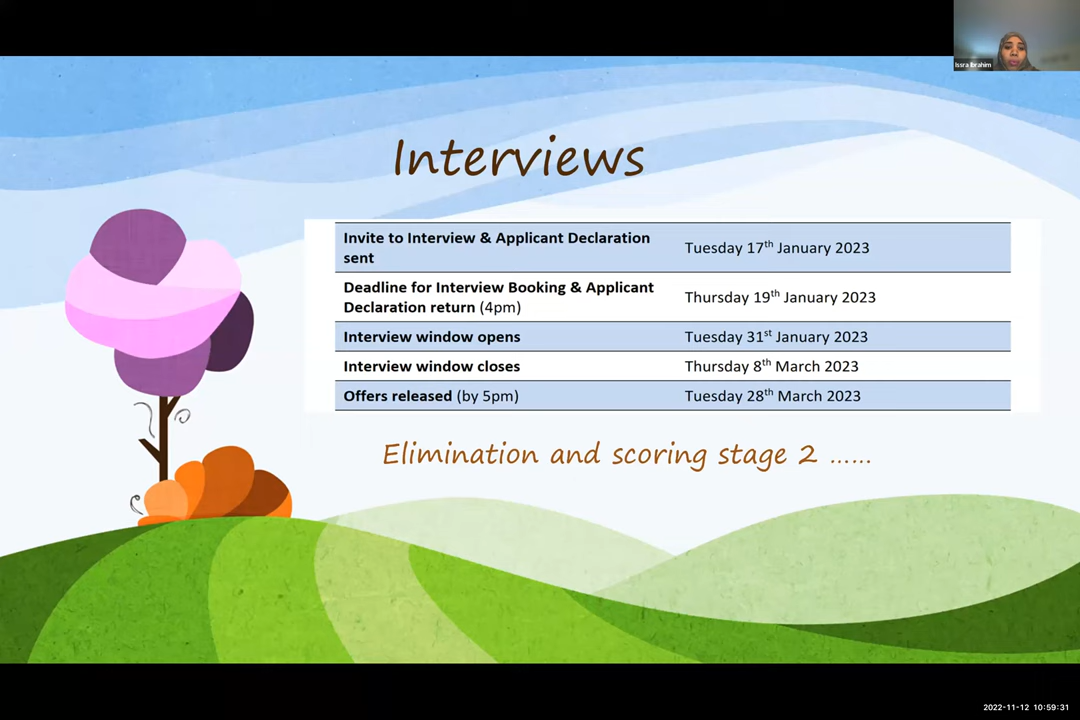 Issra Ibrahim
Interviews
Invite to Interview & Applicant Declaration
sent
Tuesday 17th January 2023
Deadline for Interview Booking & Applicant
Declaration return (4pm)
Thursday 19th January 2023
Interview window opens
Tuesday 31st January 2023
Interview window closes
Thursday 8th March 2023
Offers released (by 5pm)
Tuesday 28th March 2023
Elimination and scoring stage 2 ......
2022-11-12 10:59:31